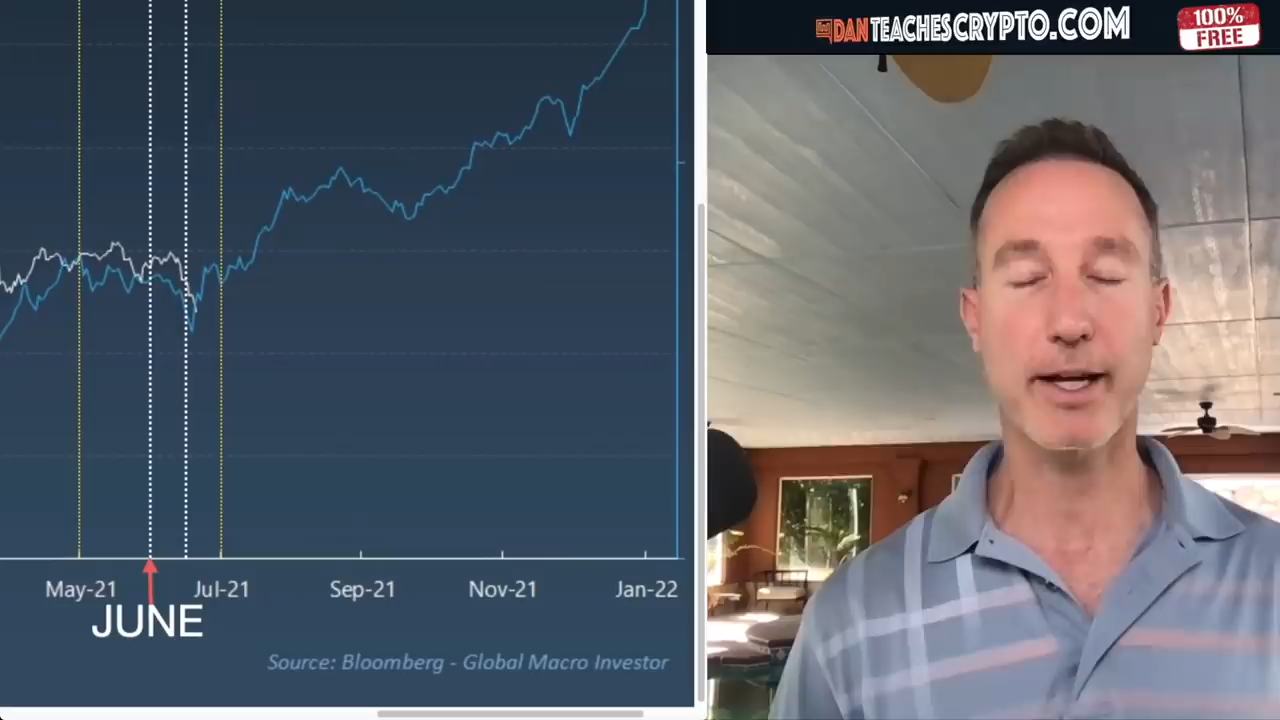 DANTEACHESCRYPTO.COM
100%
FREE
May-21
Jul-21
Sep-21
Nov-21
Jan-22
JUNE
Source: Bloomberg - Global Macro Investor